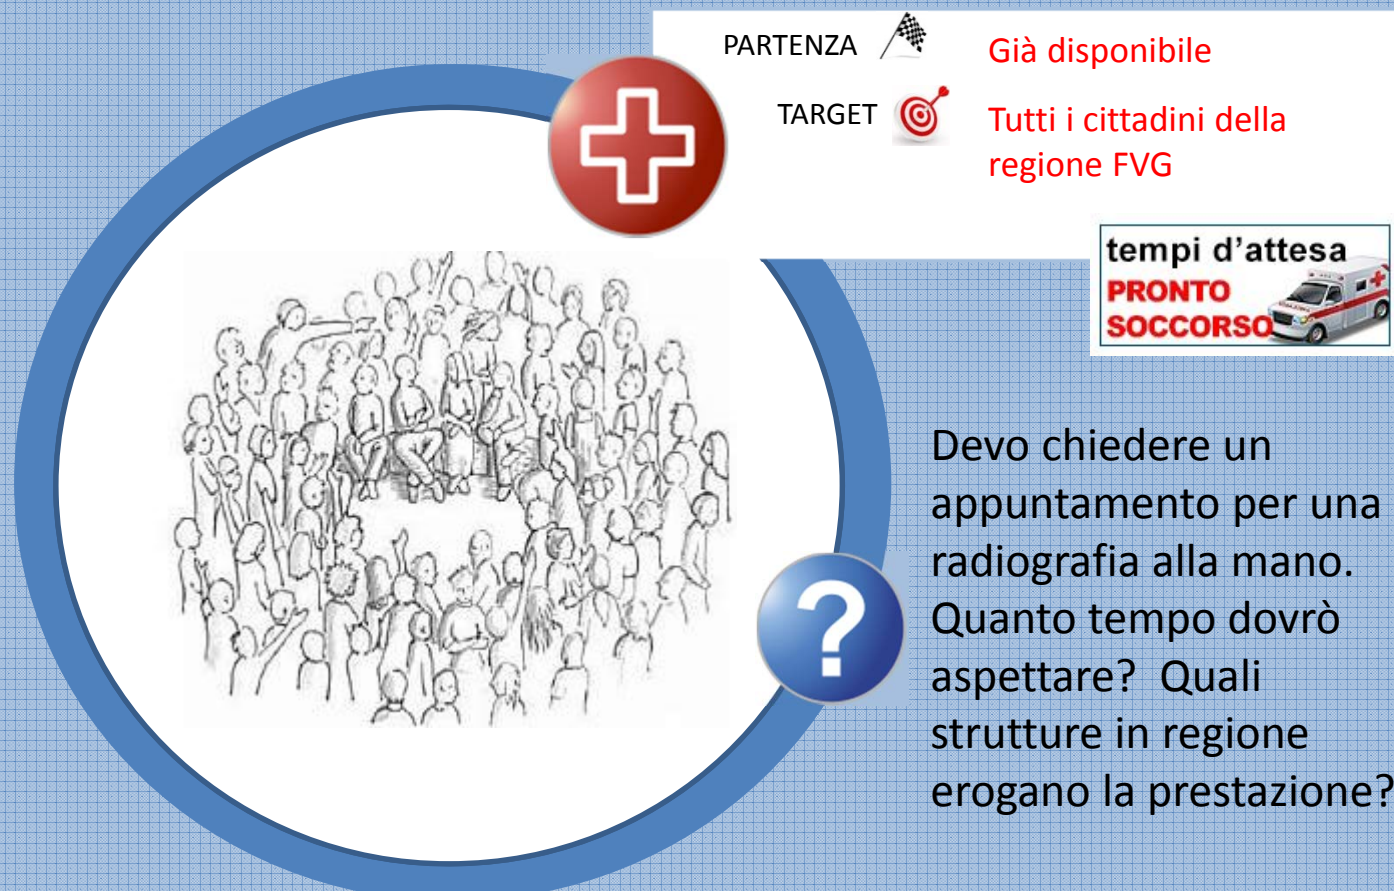 PARTENZA
Già disponibile
TARGET
Tutti i cittadini della
regione FVG
tempi d'attesa
PRONTO
SOCCORSO
?
Devo chiedere un
appuntamento per una
radiografia alla mano.
Quanto tempo dovrò
aspettare? Quali
strutture in regione
erogano la prestazione?